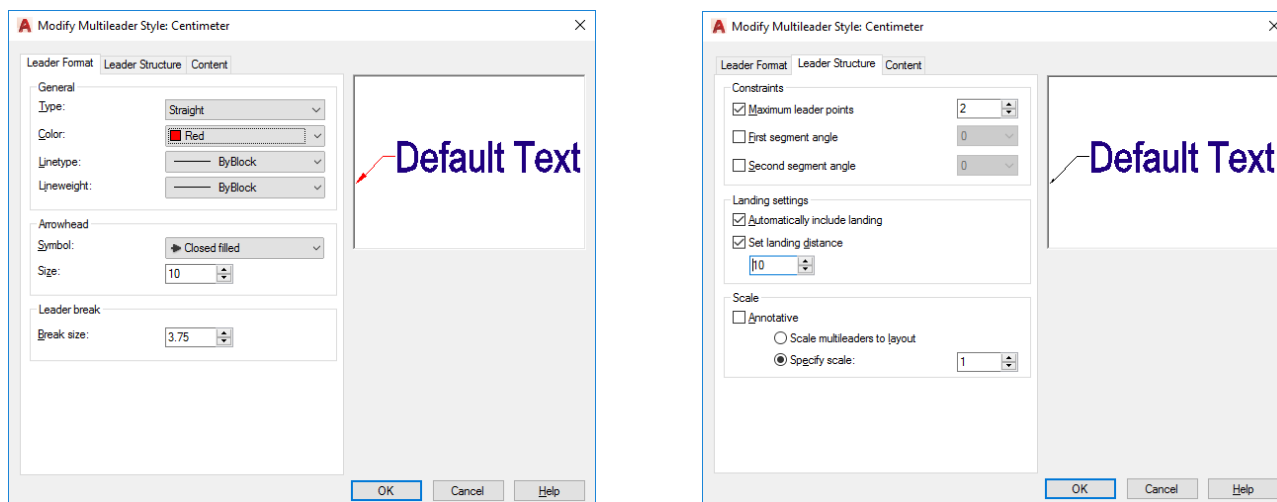 Modify Multileader Style: Centimeter
Leader Format Leader Structure Content
General
Type: Straight
Color: Red
Linetype: ByBlock
Lineweight: ByBlock
Arrowhead
Symbol: Closed filled
Size: 10
Leader break
Break size: 3.75
Default Text
OK Cancel Help
Modify Multileader Style: Centimeter
Leader Format Leader Structure Content
Constraints
Maximum leader points 2
First segment angle 0
Second segment angle 0
Landing settings
Automatically include landing
Set landing distance
10
Scale
Annotative
Scale multileaders to layout
Specify scale: 1
Default Text
OK Cancel Help